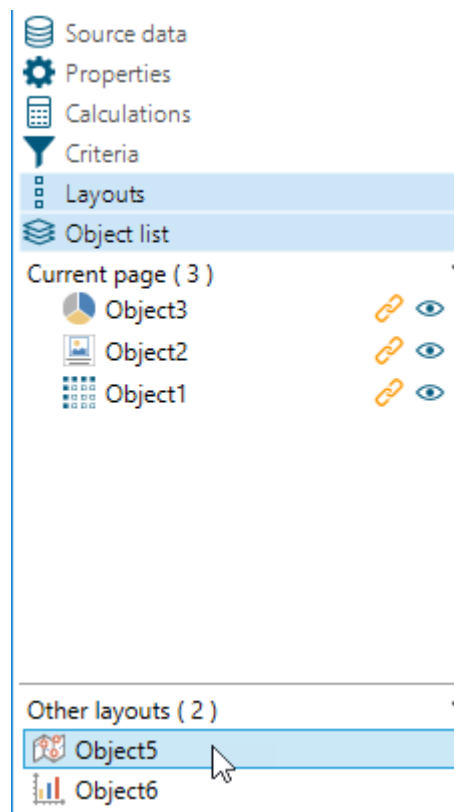 Source data
Properties
Calculations
Criteria
Layouts
Object list
Current page ( 3 )
Object3
Object2
Object1
Other layouts ( 2 )
Object5
Object6